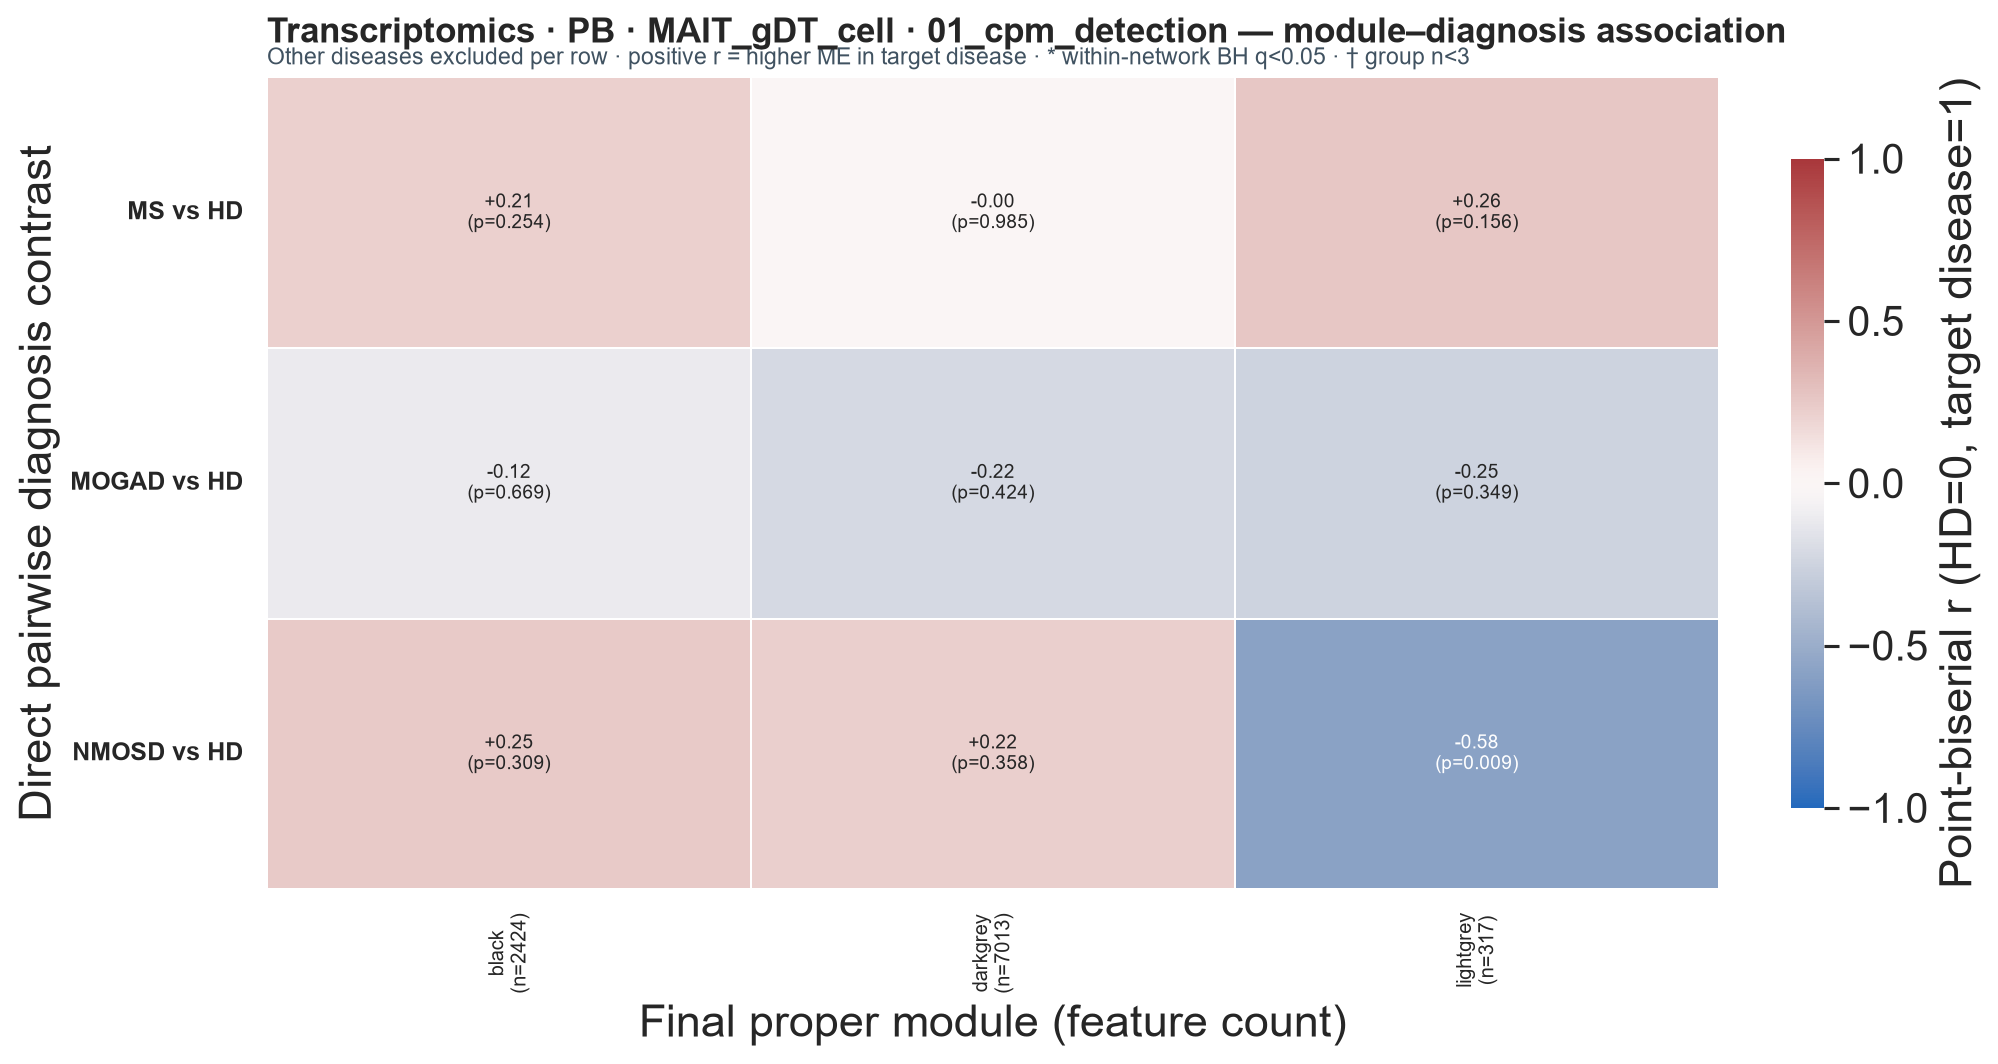 Transcriptomics · PB · MAIT_gDT_cell · 01_cpm_detection — module–diagnosis association
Other diseases excluded per row · positive r = higher ME in target disease · * within-network BH q<0.05 · † group n<3
Direct pairwise diagnosis contrast
MS vs HD
+0.21
(p=0.254)
-0.00
(p=0.985)
+0.26
(p=0.156)
MOGAD vs HD
-0.12
(p=0.669)
-0.22
(p=0.424)
-0.25
(p=0.349)
NMOSD vs HD
+0.25
(p=0.309)
+0.22
(p=0.358)
-0.58
(p=0.009)
black
(n=2424)
darkgrey
(n=7013)
lightgrey
(n=317)
Final proper module (feature count)
1.0
0.5
0.0
−0.5
−1.0
Point-biserial r (HD=0, target disease=1)